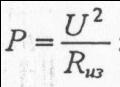 P = U² / Rиз